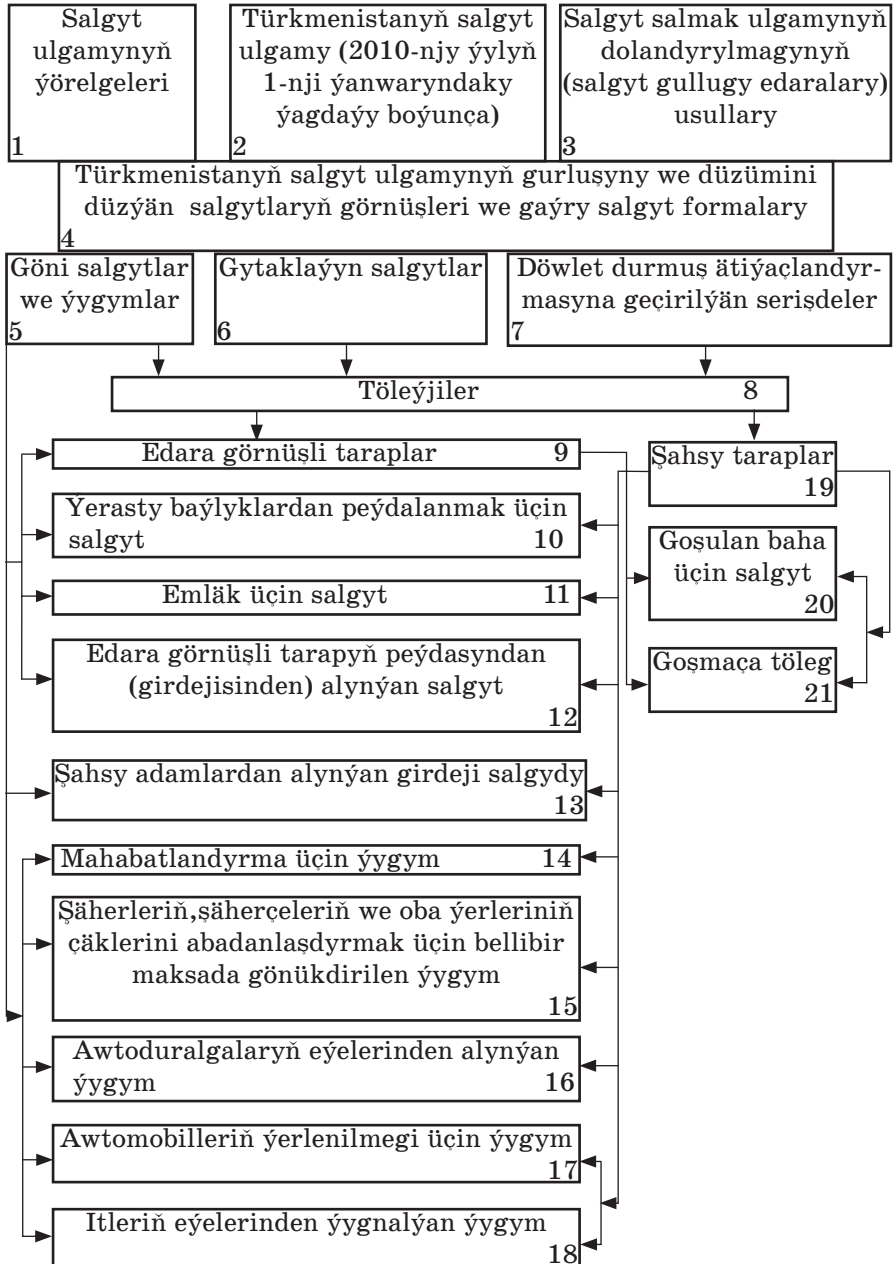 Salgyt
ulgamynyň
ýörelgeleri
1
Türkmenistanyň salgyt
ulgamy (2010-njy ýylyň
1-nji ýanwaryndaky
ýagdaýy boýunça)
2
Salgyt salmak ulgamynyň
dolandyrylmagynyň
(salgyt gullugy edaralary)
usullary
3
Türkmenistanyň salgyt ulgamynyň gurluşyny we düzümini
düzýän salgytlaryň görnüşleri we gaýry salgyt formalary
4
Göni salgytlar
we ýygymlar
5
Gytaklaýyn salgytlar
6
Döwlet durmuş ätiýaçlandyr-
masyna geçirilýän serişdeler
7
Töleýjiler 8
Edara görnüşli taraplar 9
Ýerasty baýlyklardan peýdalanmak üçin
salgyt 10
Emläk üçin salgyt 11
Edara görnüşli tarapyň peýdasyndan
(girdejisinden) alynýan salgyt
12
Şahsy adamlardan alynýan girdeji salgydy
13
Mahabatlandyrma üçin ýygym 14
Şäherleriň,şäherçeleriň we oba ýerleriniň
çäklerini abadanlaşdyrmak üçin bellibir
maksada gönükdirilen ýygym
15
Awtoduralgalaryň eýelerinden alynýan
ýygym 16
Awtomobilleriň ýerlenilmegi üçin ýygym
17
Itleriň eýelerinden ýygnalýan ýygym
18
Şahsy taraplar
19
Goşulan baha
üçin salgyt
20
Goşmaça töleg
21